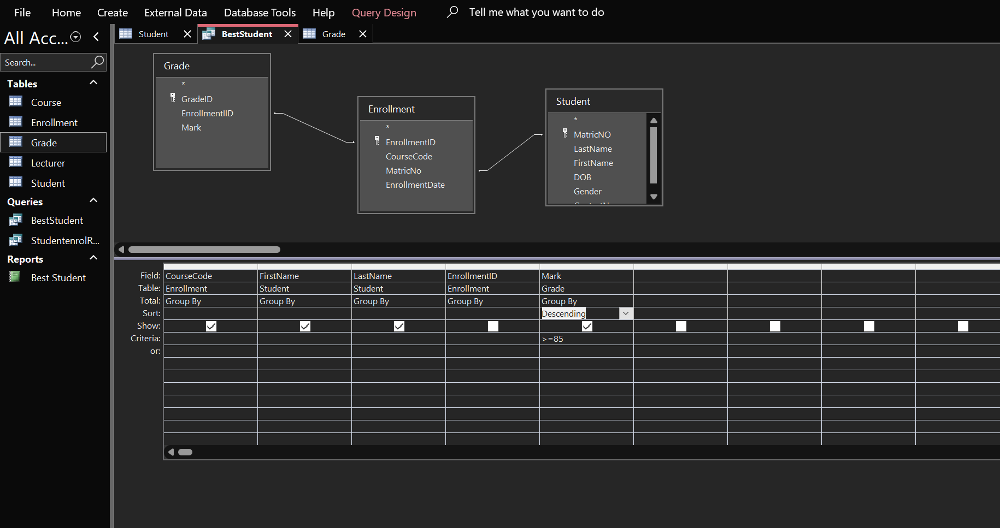 File Home Create External Data Database Tools Help Query Design Tell me what you want to do
All Acc...
Search...
Tables
Course
Enrollment
Grade
Lecturer
Student
Queries
BestStudent
StudentenrolR...
Reports
Best Student
Student BestStudent Grade
Grade
*
GradeID
EnrollmentIID
Mark
Enrollment
*
EnrollmentID
CourseCode
MatricNo
EnrollmentDate
Student
*
MatricNO
LastName
FirstName
DOB
Gender
Field: CourseCode FirstName LastName EnrollmentID Mark
Table: Enrollment Student Student Enrollment Grade
Total: Group By Group By Group By Group By Group By
Sort: Descending
Show:
Criteria: >=85
or: